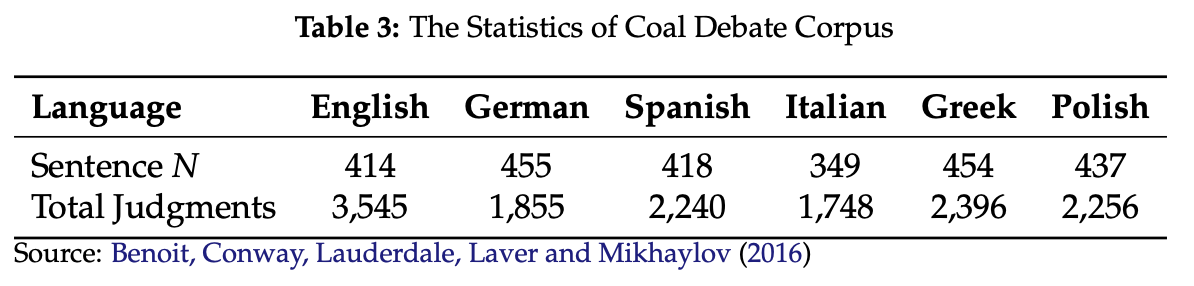 Table 3: The Statistics of Coal Debate Corpus
Language English German Spanish Italian Greek Polish
Sentence N 414 455 418 349 454 437
Total Judgments 3,545 1,855 2,240 1,748 2,396 2,256
Source: Benoit, Conway, Lauderdale, Laver and Mikhaylov (2016)